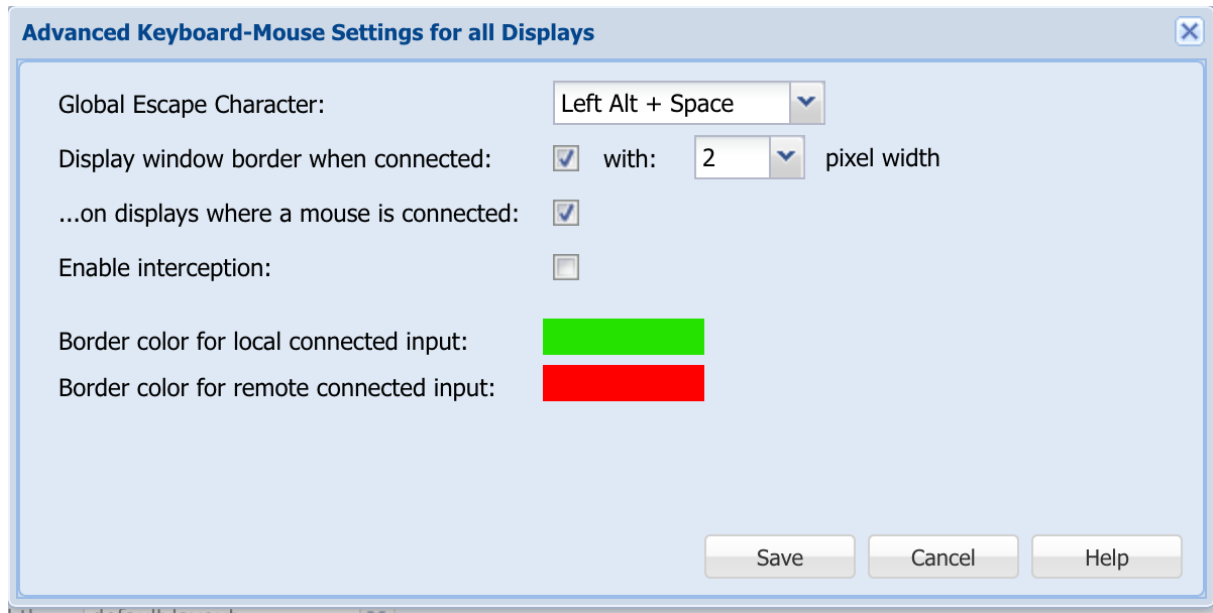 Advanced Keyboard-Mouse Settings for all Displays
Global Escape Character: Left Alt + Space
Display window border when connected: with: 2 pixel width
...on displays where a mouse is connected:
Enable interception:
Border color for local connected input:
Border color for remote connected input:
Save Cancel Help